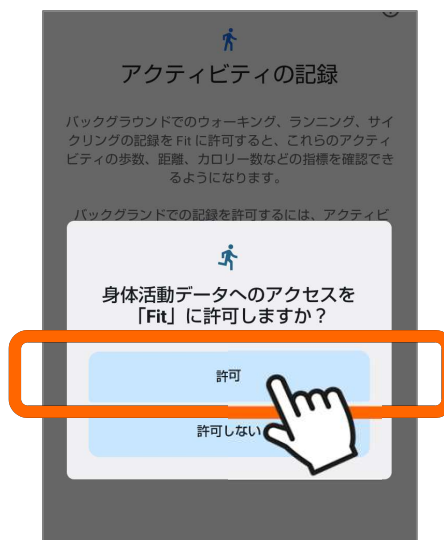 アクティビティの記録
バックグラウンドでのウォーキング、ランニング、サイ
クリングの記録を Fit に許可すると、これらのアクティ
ビティの歩数、距離、カロリー数などの指標を確認でき
るようになります。
バックグランドでの記録を許可するには、アクティビ
身体活動データへのアクセスを
「Fit」に許可しますか？
許可
許可しない